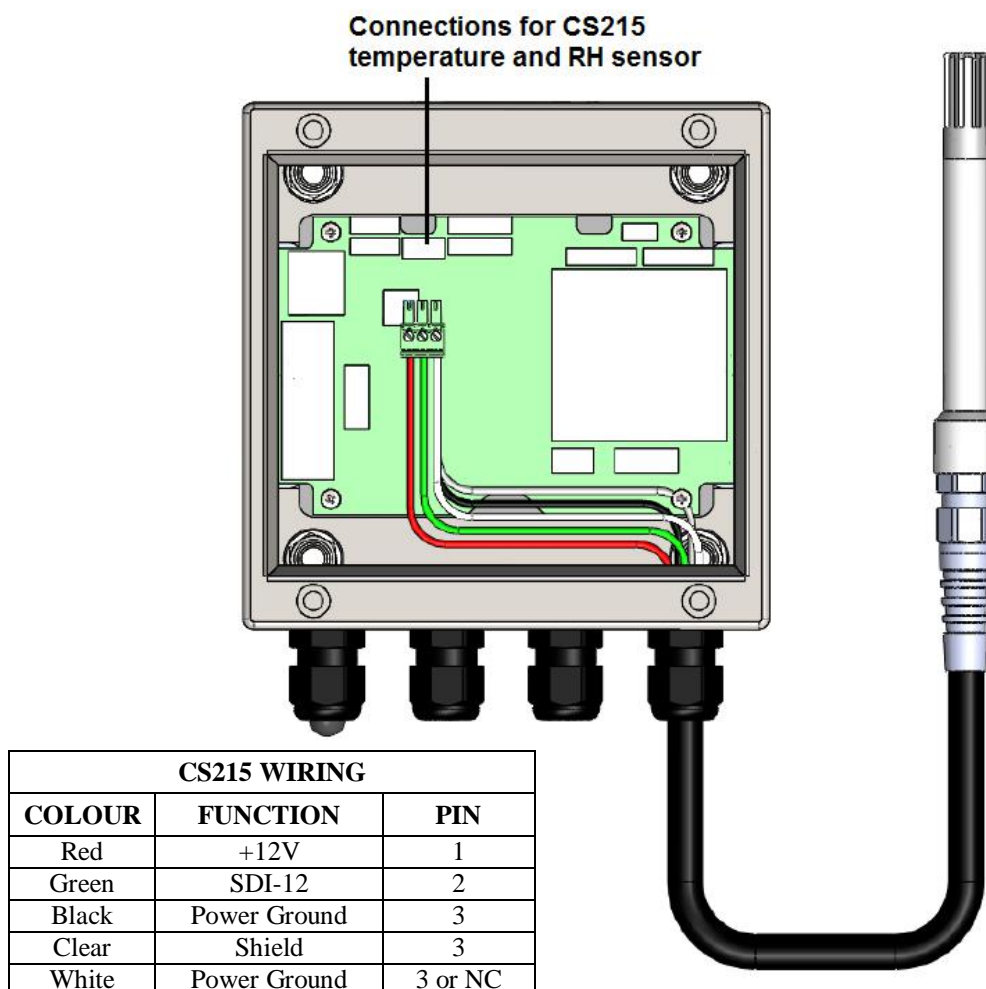 Connections for CS215
temperature and RH sensor
CS215 WIRING
COLOUR FUNCTION PIN
Red +12V 1
Green SDI-12 2
Black Power Ground 3
Clear Shield 3
White Power Ground 3 or NC